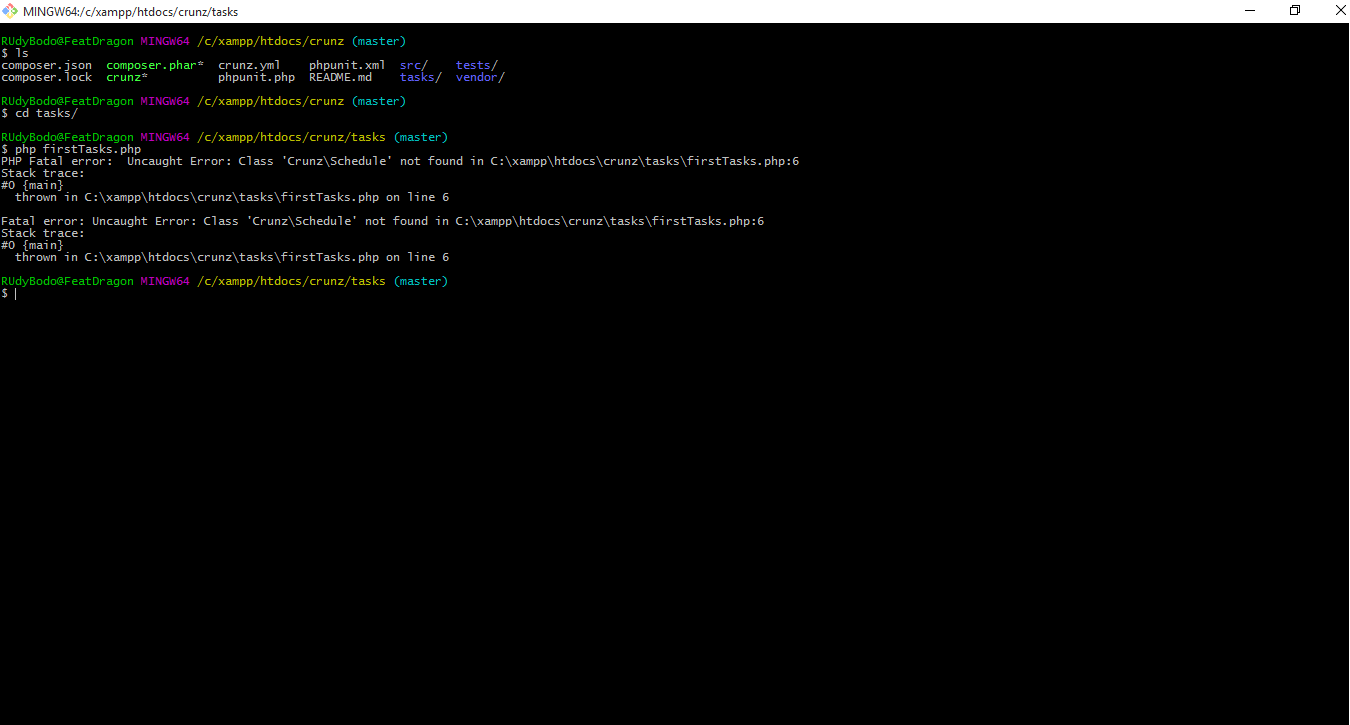 MINGW64:/c/xampp/htdocs/crunz/tasks
RUdyBodo@FeatDragon MINGW64 /c/xampp/htdocs/crunz (master)
$ ls
composer.json  composer.phar*  crunz.yml    phpunit.xml  src/    tests/
composer.lock  crunz*          phpunit.php  README.md    tasks/  vendor/
RUdyBodo@FeatDragon MINGW64 /c/xampp/htdocs/crunz (master)
$ cd tasks/
RUdyBodo@FeatDragon MINGW64 /c/xampp/htdocs/crunz/tasks (master)
$ php firstTasks.php
PHP Fatal error:  Uncaught Error: Class 'Crunz\Schedule' not found in C:\xampp\htdocs\crunz\tasks\firstTasks.php:6
Stack trace:
#0 {main}
  thrown in C:\xampp\htdocs\crunz\tasks\firstTasks.php on line 6
Fatal error: Uncaught Error: Class 'Crunz\Schedule' not found in C:\xampp\htdocs\crunz\tasks\firstTasks.php:6
Stack trace:
#0 {main}
  thrown in C:\xampp\htdocs\crunz\tasks\firstTasks.php on line 6
RUdyBodo@FeatDragon MINGW64 /c/xampp/htdocs/crunz/tasks (master)
$